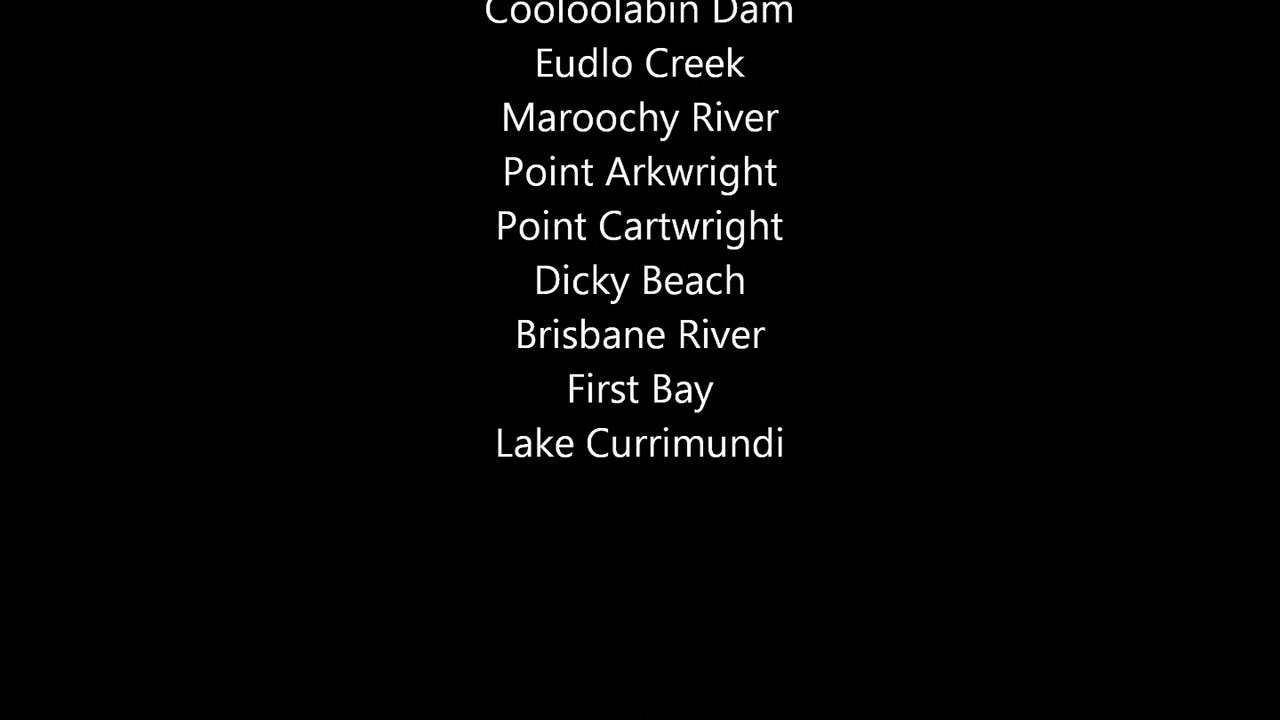 Cooloolabin Dam
Eudlo Creek
Maroochy River
Point Arkwright
Point Cartwright
Dicky Beach
Brisbane River
First Bay
Lake Currimundi